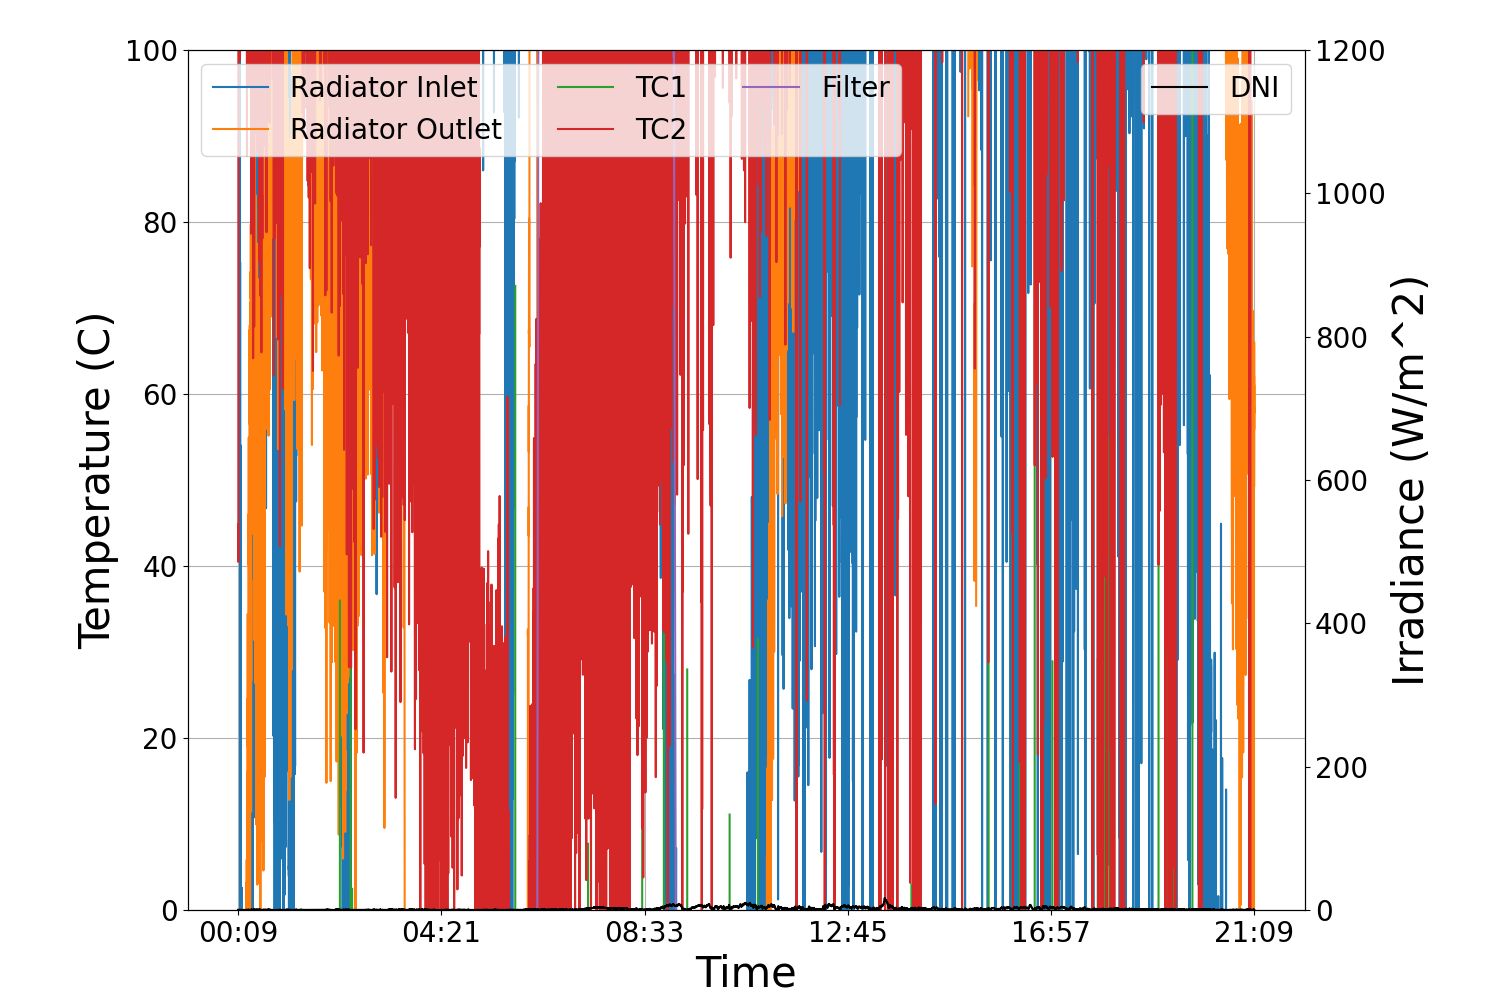 100
80
60
40
20
0
Temperature (C)
Radiator Inlet
Radiator Outlet
TC1
TC2
Filter
DNI
1200
1000
800
600
400
200
0
Irradiance (W/m^2)
00:09
04:21
08:33
12:45
16:57
21:09
Time